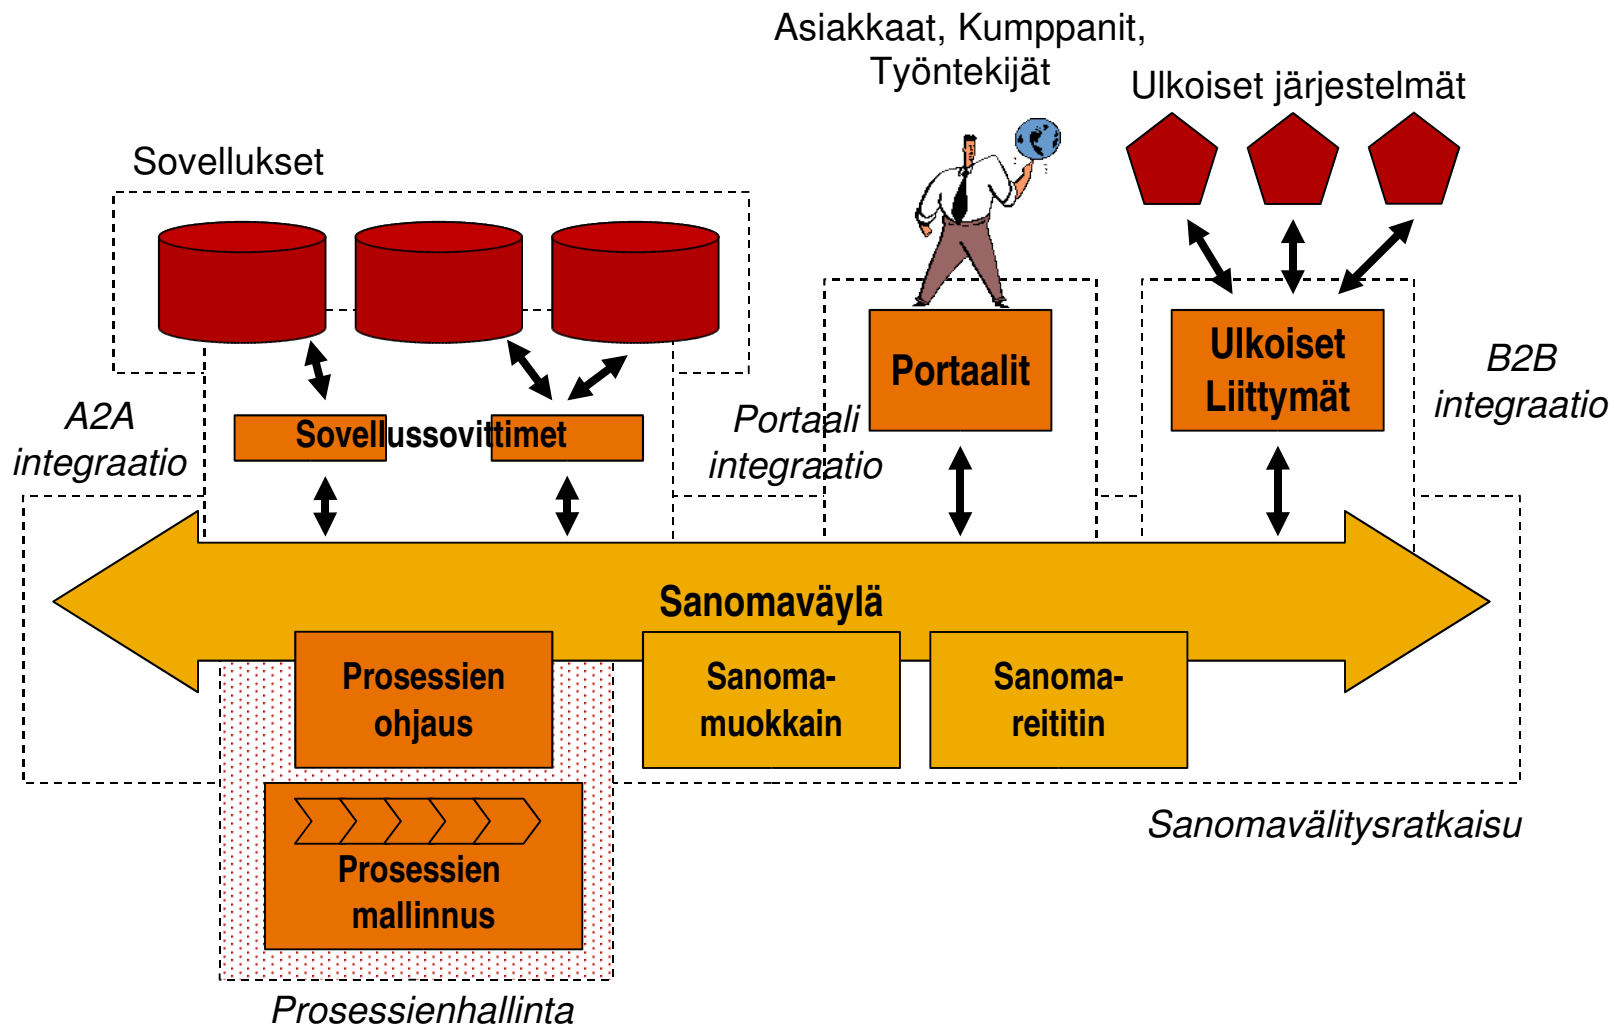 Asiakkaat, Kumppanit,
Työntekijät
Ulkoiset järjestelmät
Sovellukset
Portaalit
Ulkoiset
Liittymät
B2B
integraatio
A2A
integraatio
Sovellussovittimet
Portaali
integraatio
Sanomaväylä
Prosessien
ohjaus
Sanoma-
muokkain
Sanoma-
reititin
Sanomavälitysratkaisu
Prosessien
mallinnus
Prosessienhallinta